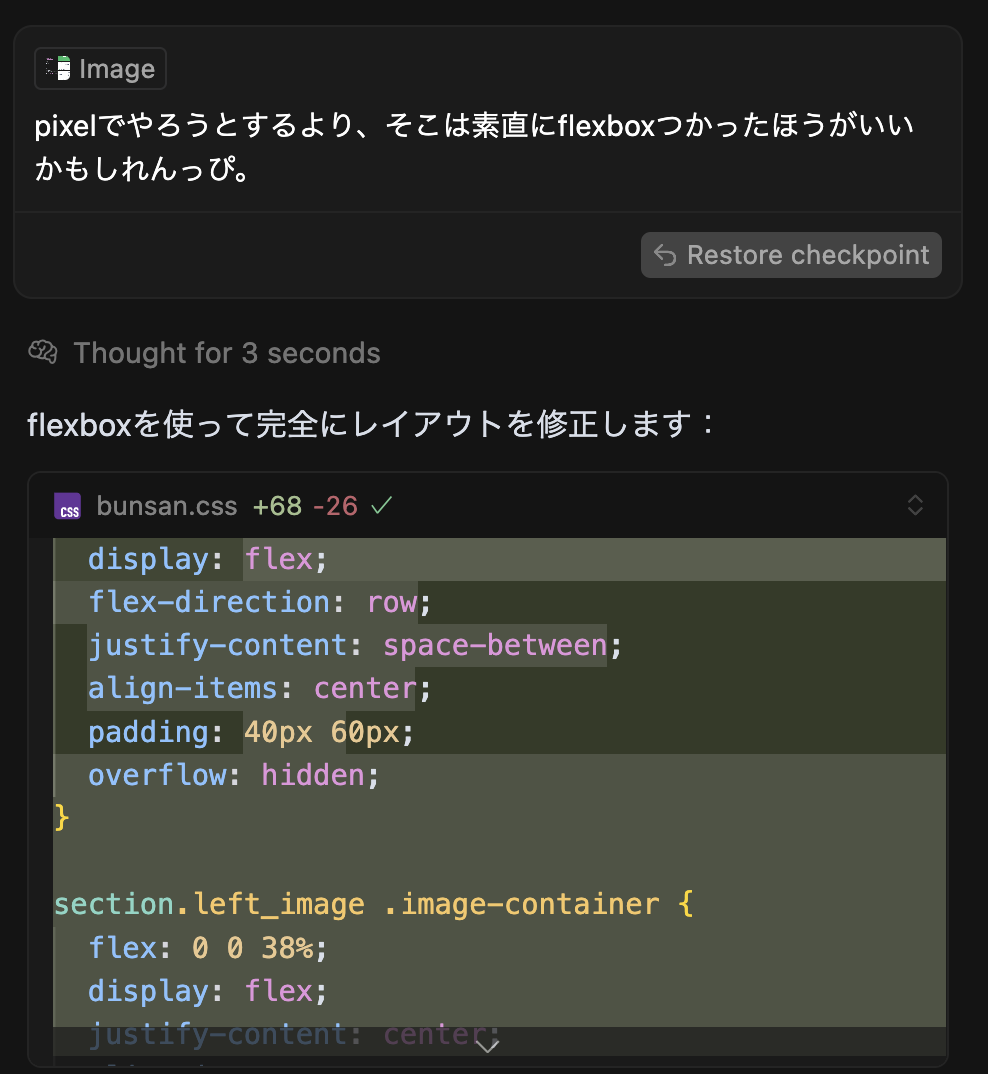 Image
pixelでやろうとするより、そこは素直にflexboxつかったほうがいい
かもしれんっぴ。
Restore checkpoint
Thought for 3 seconds
flexboxを使って完全にレイアウトを修正します：
CSS bunsan.css +68 -26
display: flex;
flex-direction: row;
justify-content: space-between;
align-items: center;
padding: 40px 60px;
overflow: hidden;
}
section.left_image .image-container {
flex: 0 0 38%;
display: flex;
justify-content: center;